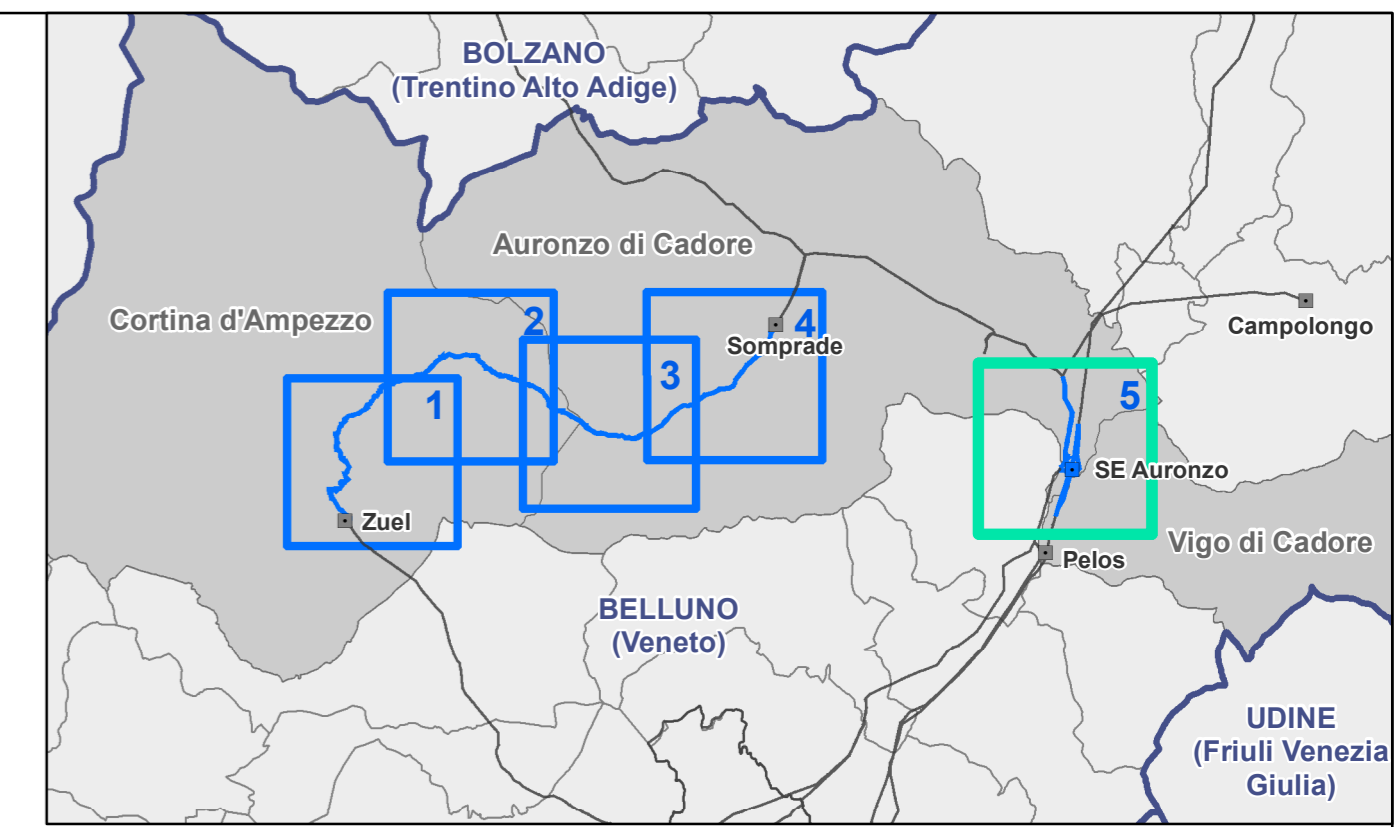 BOLZANO
(Trentino Alto Adige)
Auronzo di Cadore
Cortina d'Ampezzo
2
4
Somprade
Campolongo
3
1
5
SE Auronzo
Zuel
Vigo di Cadore
Pelos
BELLUNO
(Veneto)
UDINE
(Friuli Venezia
Giulia)